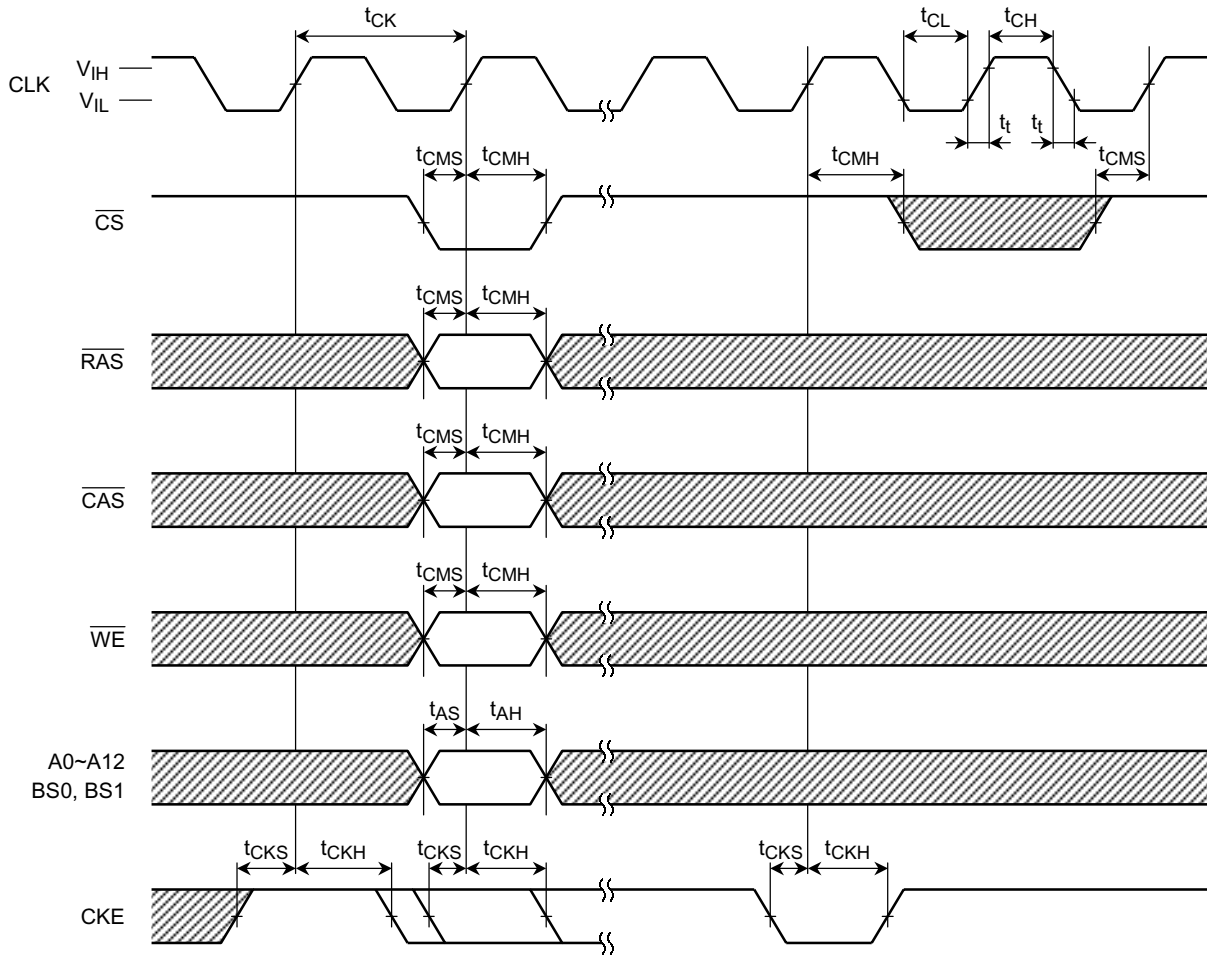 tCK
tCL
tCH
VIH
CLK
VIL
tt
tt
tCMS
tCMH
tCMH
tCMS
CS
tCMS
tCMH
RAS
tCMS
tCMH
CAS
tCMS
tCMH
WE
tAS
tAH
A0~A12
BS0, BS1
tCKS
tCKH
tCKS
tCKH
tCKS
tCKH
CKE